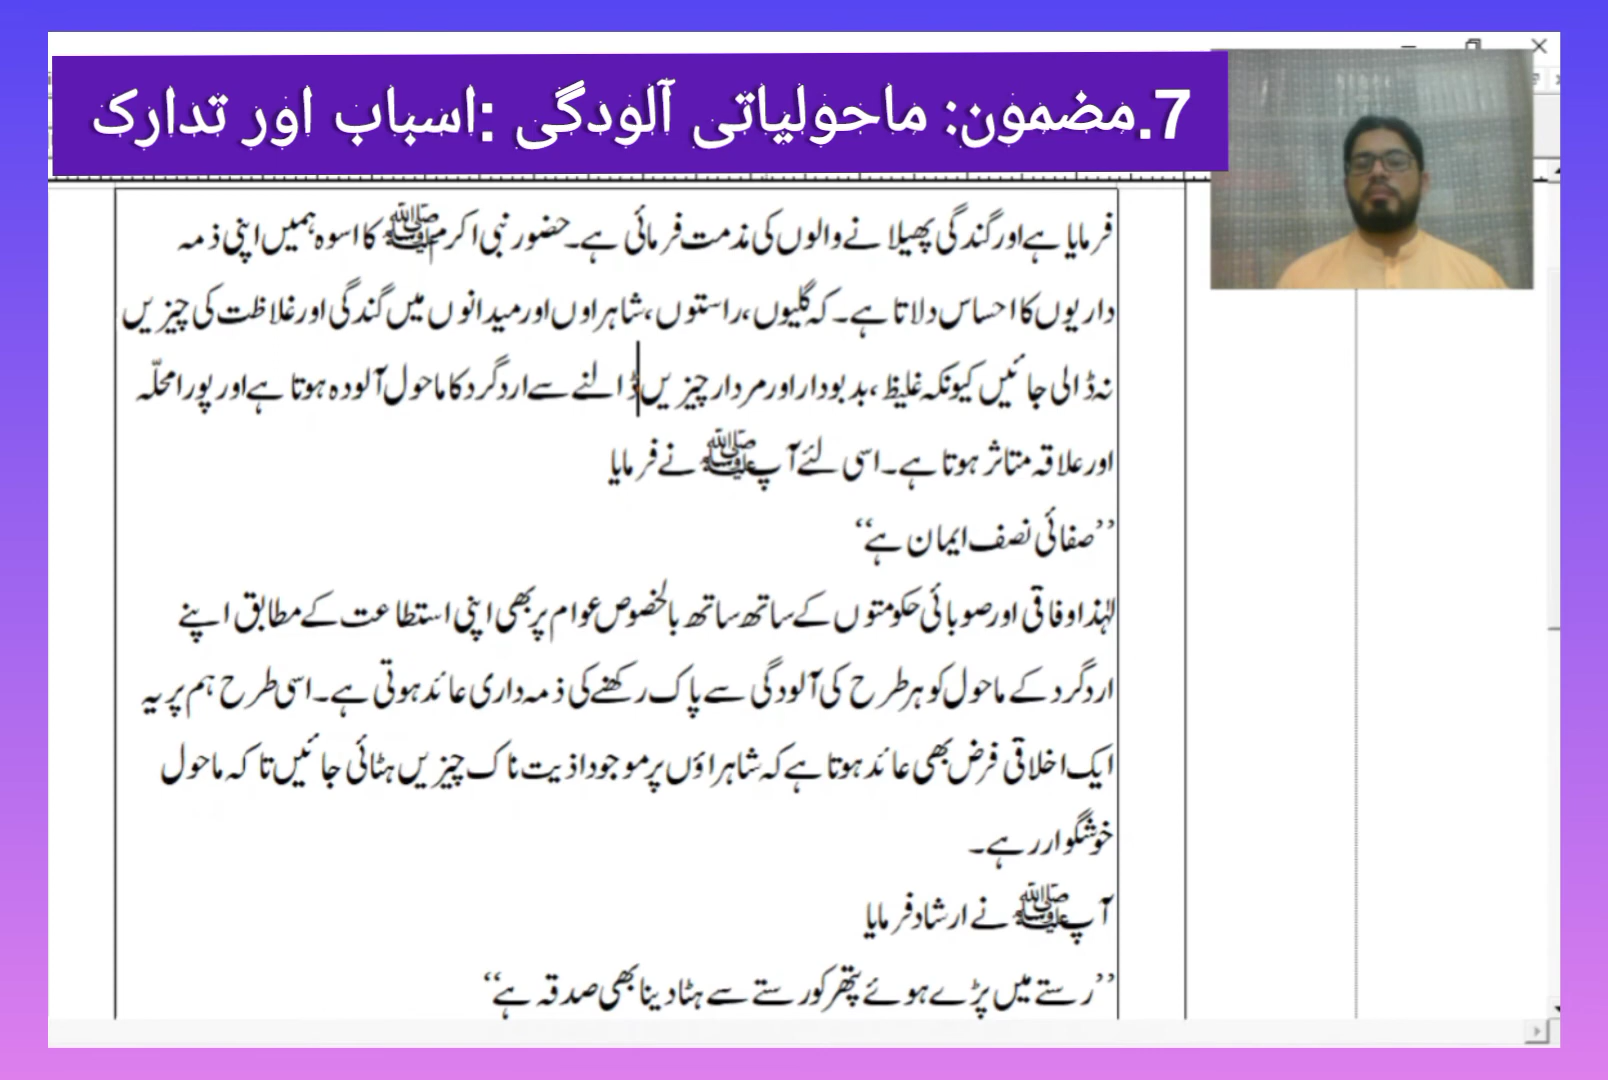 7.مضمون: ماحولیاتی آلودگی :اسباب اور تدارک
فرمایا ہے اور گندگی پھیلانے والوں کی مذمت فرمائی ہے۔ حضور نبی اکرمﷺ کا اسوہ ہمیں اپنی ذمہ
داریوں کا احساس دلاتا ہے۔ کہ گلیوں، راستوں، شاہراوں اور میدانوں میں گندگی اور غلاظت کی چیزیں
نہ ڈالی جائیں کیونکہ غلیظ، بدبودار اور مردار چیزیں ڈالنے سے اردگرد کا ماحول آلودہ ہوتا ہے اور پورا محلّہ
اور علاقہ متاثر ہوتا ہے۔ اسی لئے آپﷺ نے فرمایا
’’صفائی نصف ایمان ہے‘‘
لہٰذا وفاقی اور صوبائی حکومتوں کے ساتھ ساتھ بالخصوص عوام پر بھی اپنی استطاعت کے مطابق اپنے
اردگرد کے ماحول کو ہر طرح کی آلودگی سے پاک رکھنے کی ذمہ داری عائد ہوتی ہے۔ اسی طرح ہم پر یہ
ایک اخلاقی فرض بھی عائد ہوتا ہے کہ شاہراؤں پر موجود اذیت ناک چیزیں ہٹائی جائیں تا کہ ماحول
خوشگوار رہے۔
آپﷺ نے ارشاد فرمایا
’’رستے میں پڑے ہوئے پتھر کو رستے سے ہٹا دینا بھی صدقہ ہے‘‘